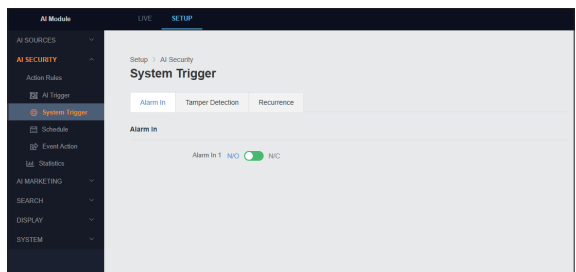 AI Module
LIVE
SETUP
AI SOURCES
AI SECURITY
Action Rules
AI Trigger
System Trigger
Schedule
Event Action
Statistics
AI MARKETING
SEARCH
DISPLAY
SYSTEM
Setup > AI Security
System Trigger
Alarm In
Tamper Detection
Recurrence
Alarm in
Alarm In 1 N/O N/C